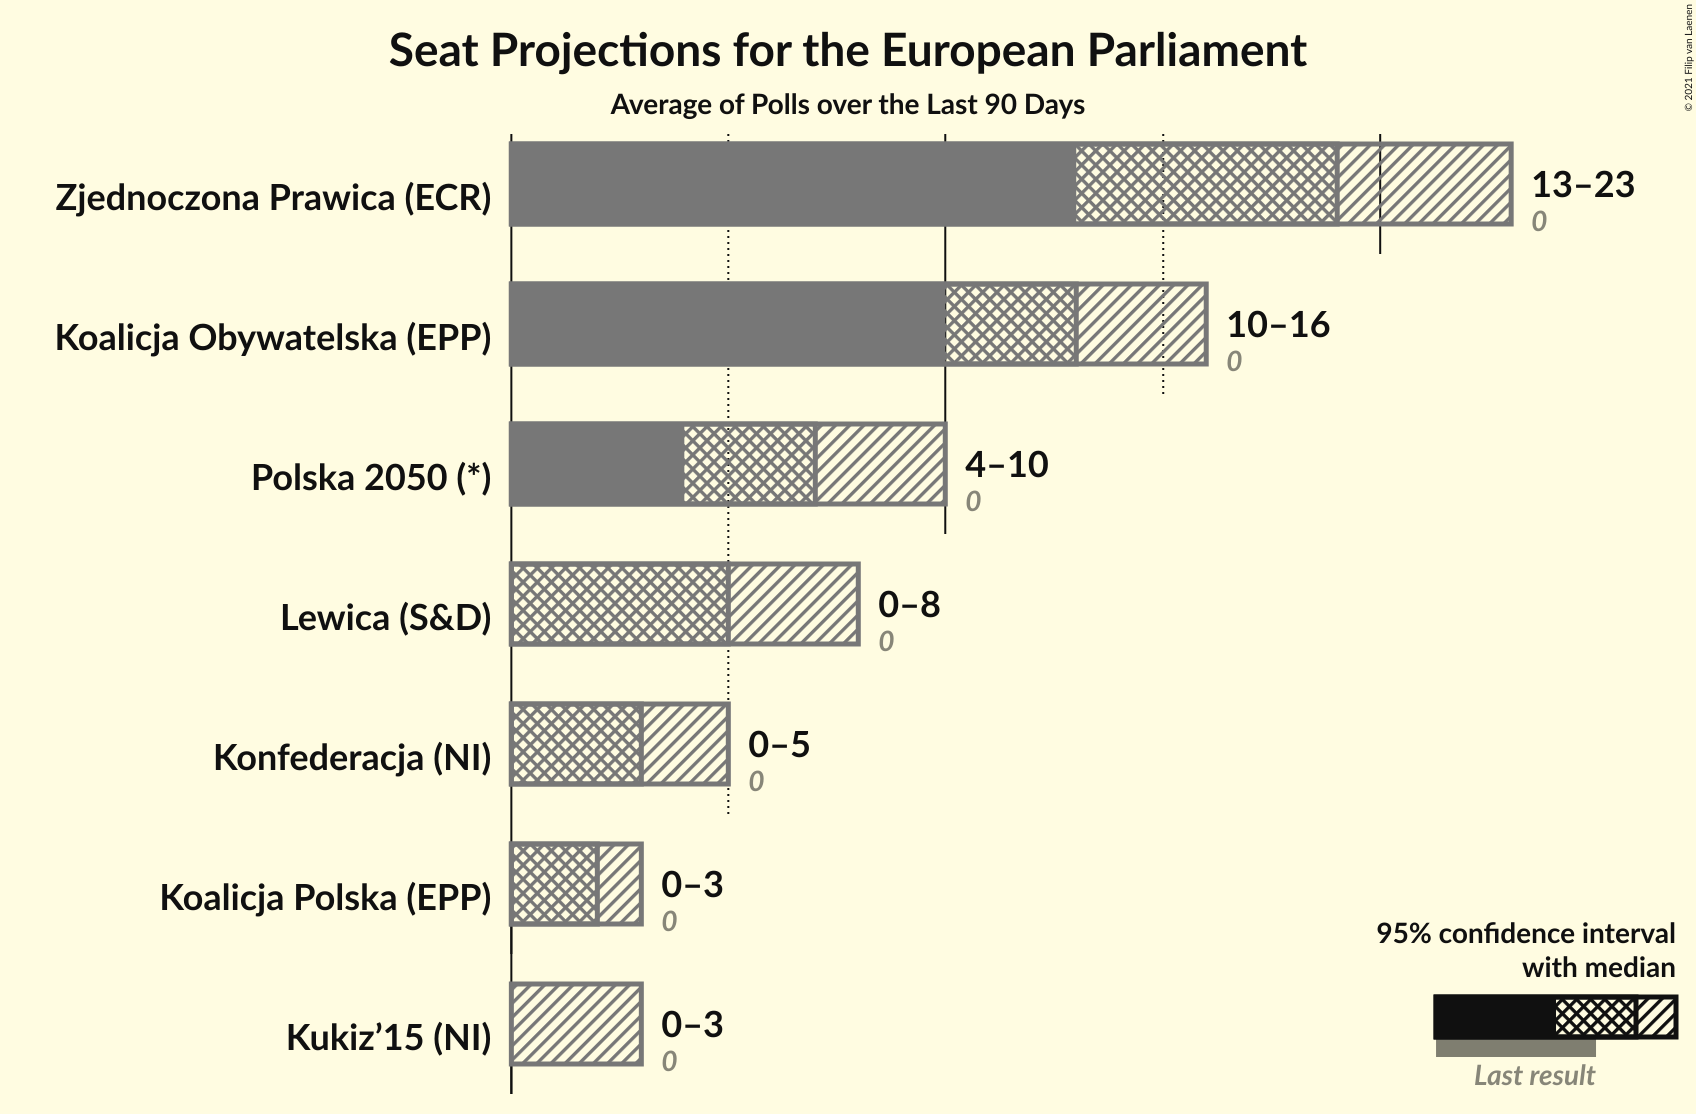 Seat Projections for the European Parliament
Average of Polls over the Last 90 Days
© 2021 Filip van Laenen
Zjednoczona Prawica (ECR)
13–23
0
Koalicja Obywatelska (EPP)
10–16
0
Polska 2050 (*)
4–10
0
Lewica (S&D)
0–8
0
Konfederacja (NI)
0–5
0
Koalicja Polska (EPP)
0–3
0
Kukiz’15 (NI)
0–3
0
95% confidence interval
with median
Last result